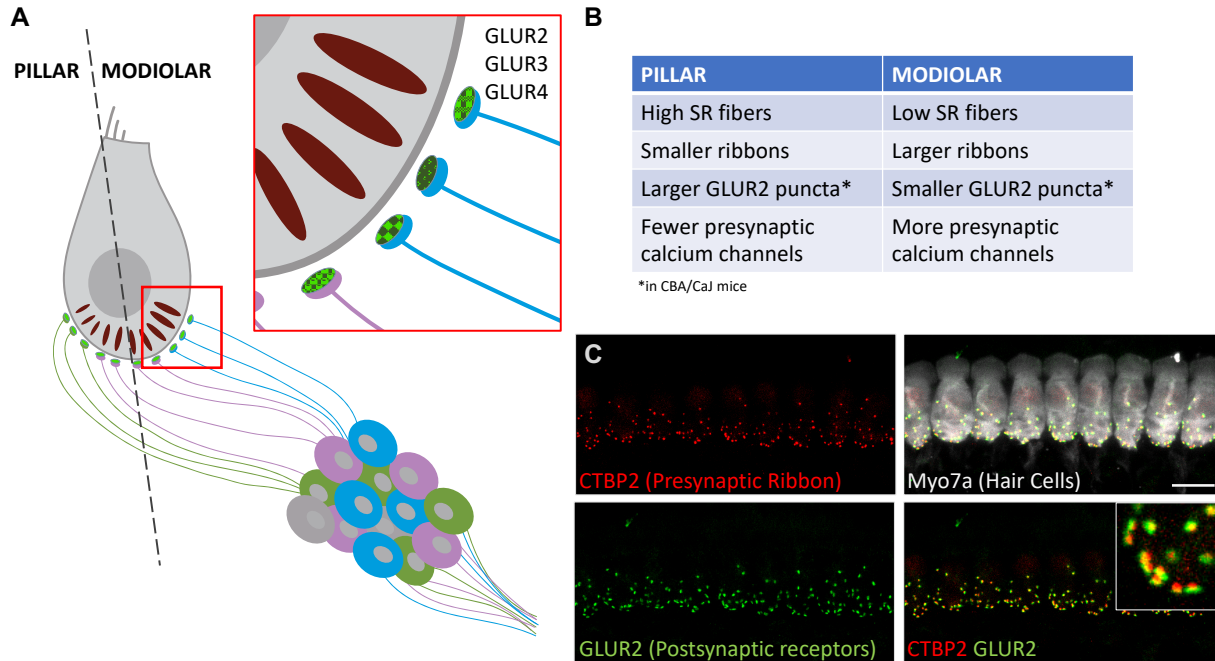 A
PILLAR
MODIOLAR
GLUR2
GLUR3
GLUR4
B
PILLAR
MODIOLAR
High SR fibers
Low SR fibers
Smaller ribbons
Larger ribbons
Larger GLUR2 puncta*
Smaller GLUR2 puncta*
Fewer presynaptic
calcium channels
More presynaptic
calcium channels
*in CBA/CaJ mice
C
CTBP2 (Presynaptic Ribbon)
Myo7a (Hair Cells)
GLUR2 (Postsynaptic receptors)
CTBP2 GLUR2